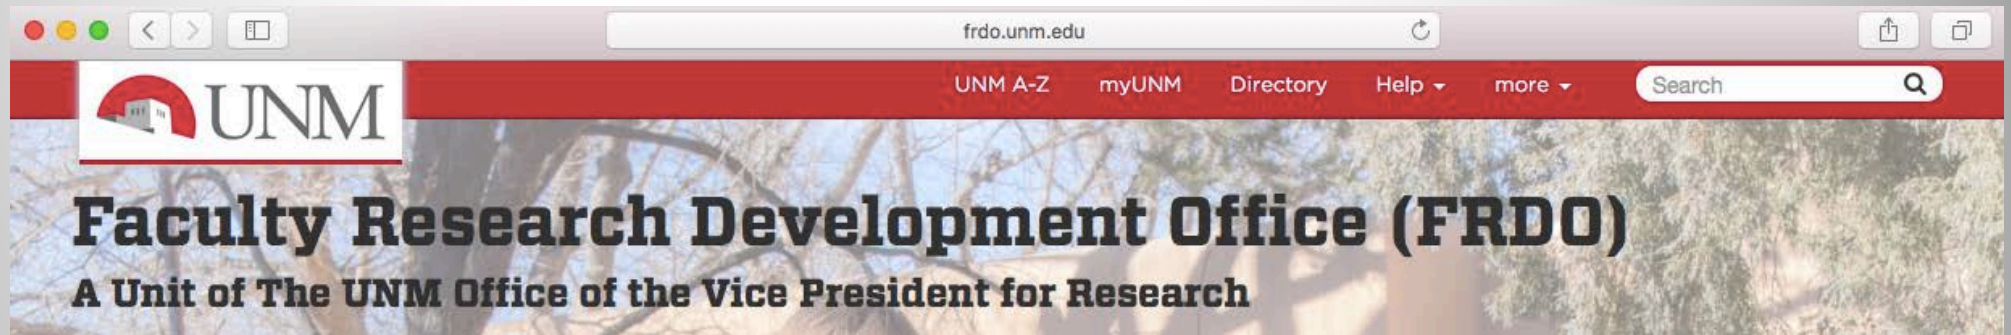 frdo.unm.edu
UNM A-Z myUNM Directory Help more Search
UNM
Faculty Research Development Office (FRDO)
A Unit of The UNM Office of the Vice President for Research